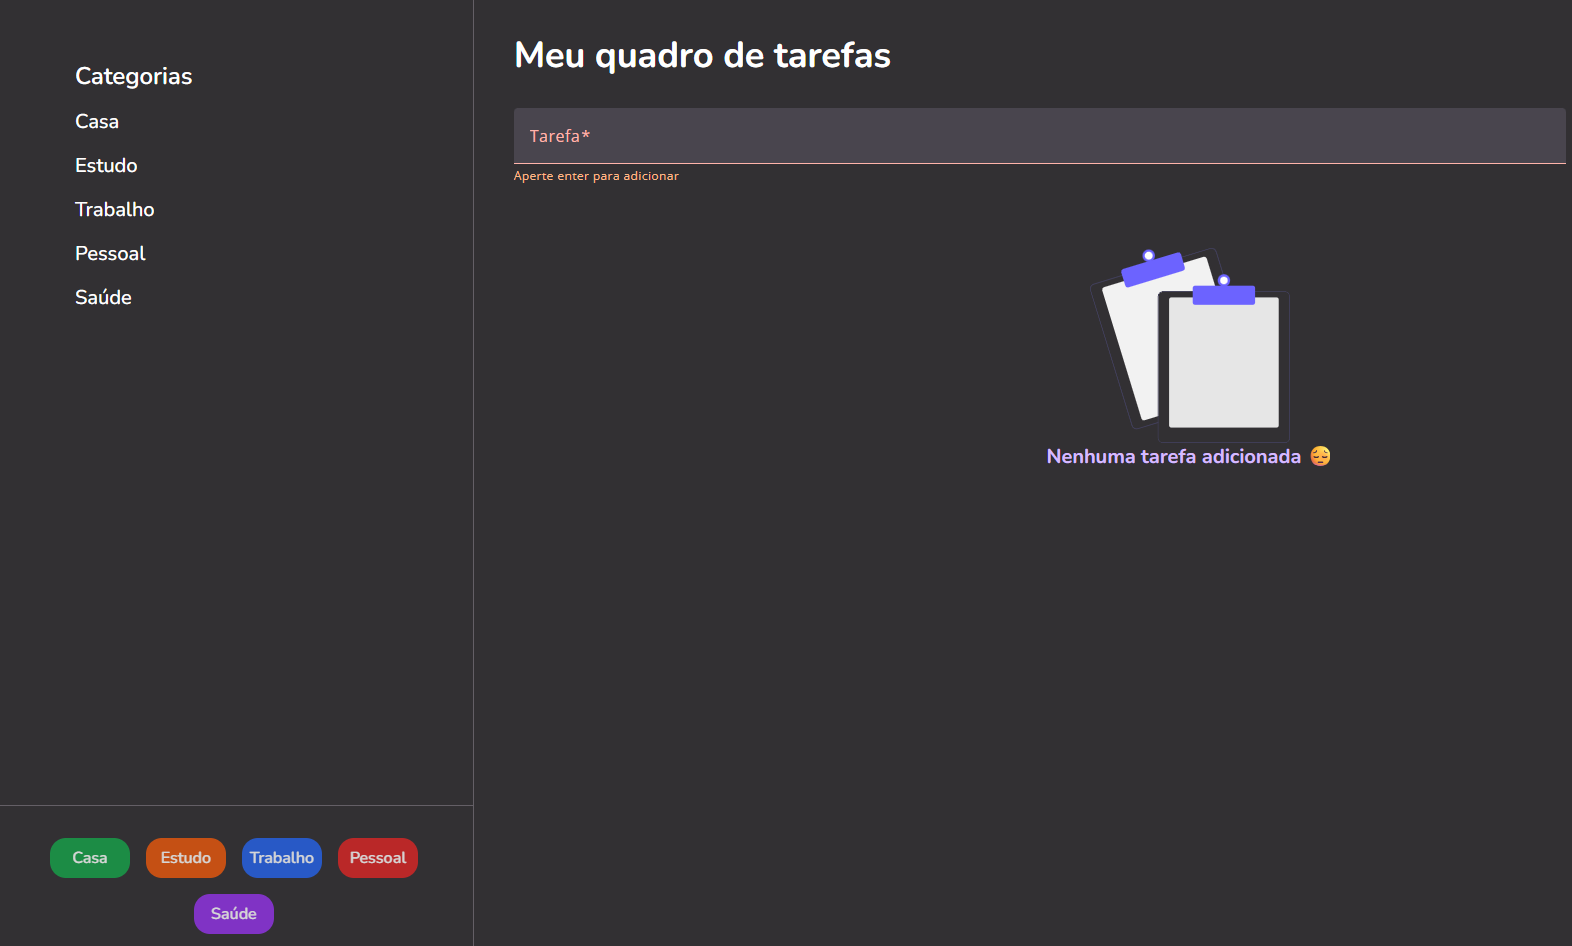 Categorias
Casa
Estudo
Trabalho
Pessoal
Saúde
Casa
Estudo
Trabalho
Pessoal
Saúde
Meu quadro de tarefas
Tarefa*
Aperte enter para adicionar
Nenhuma tarefa adicionada 😓